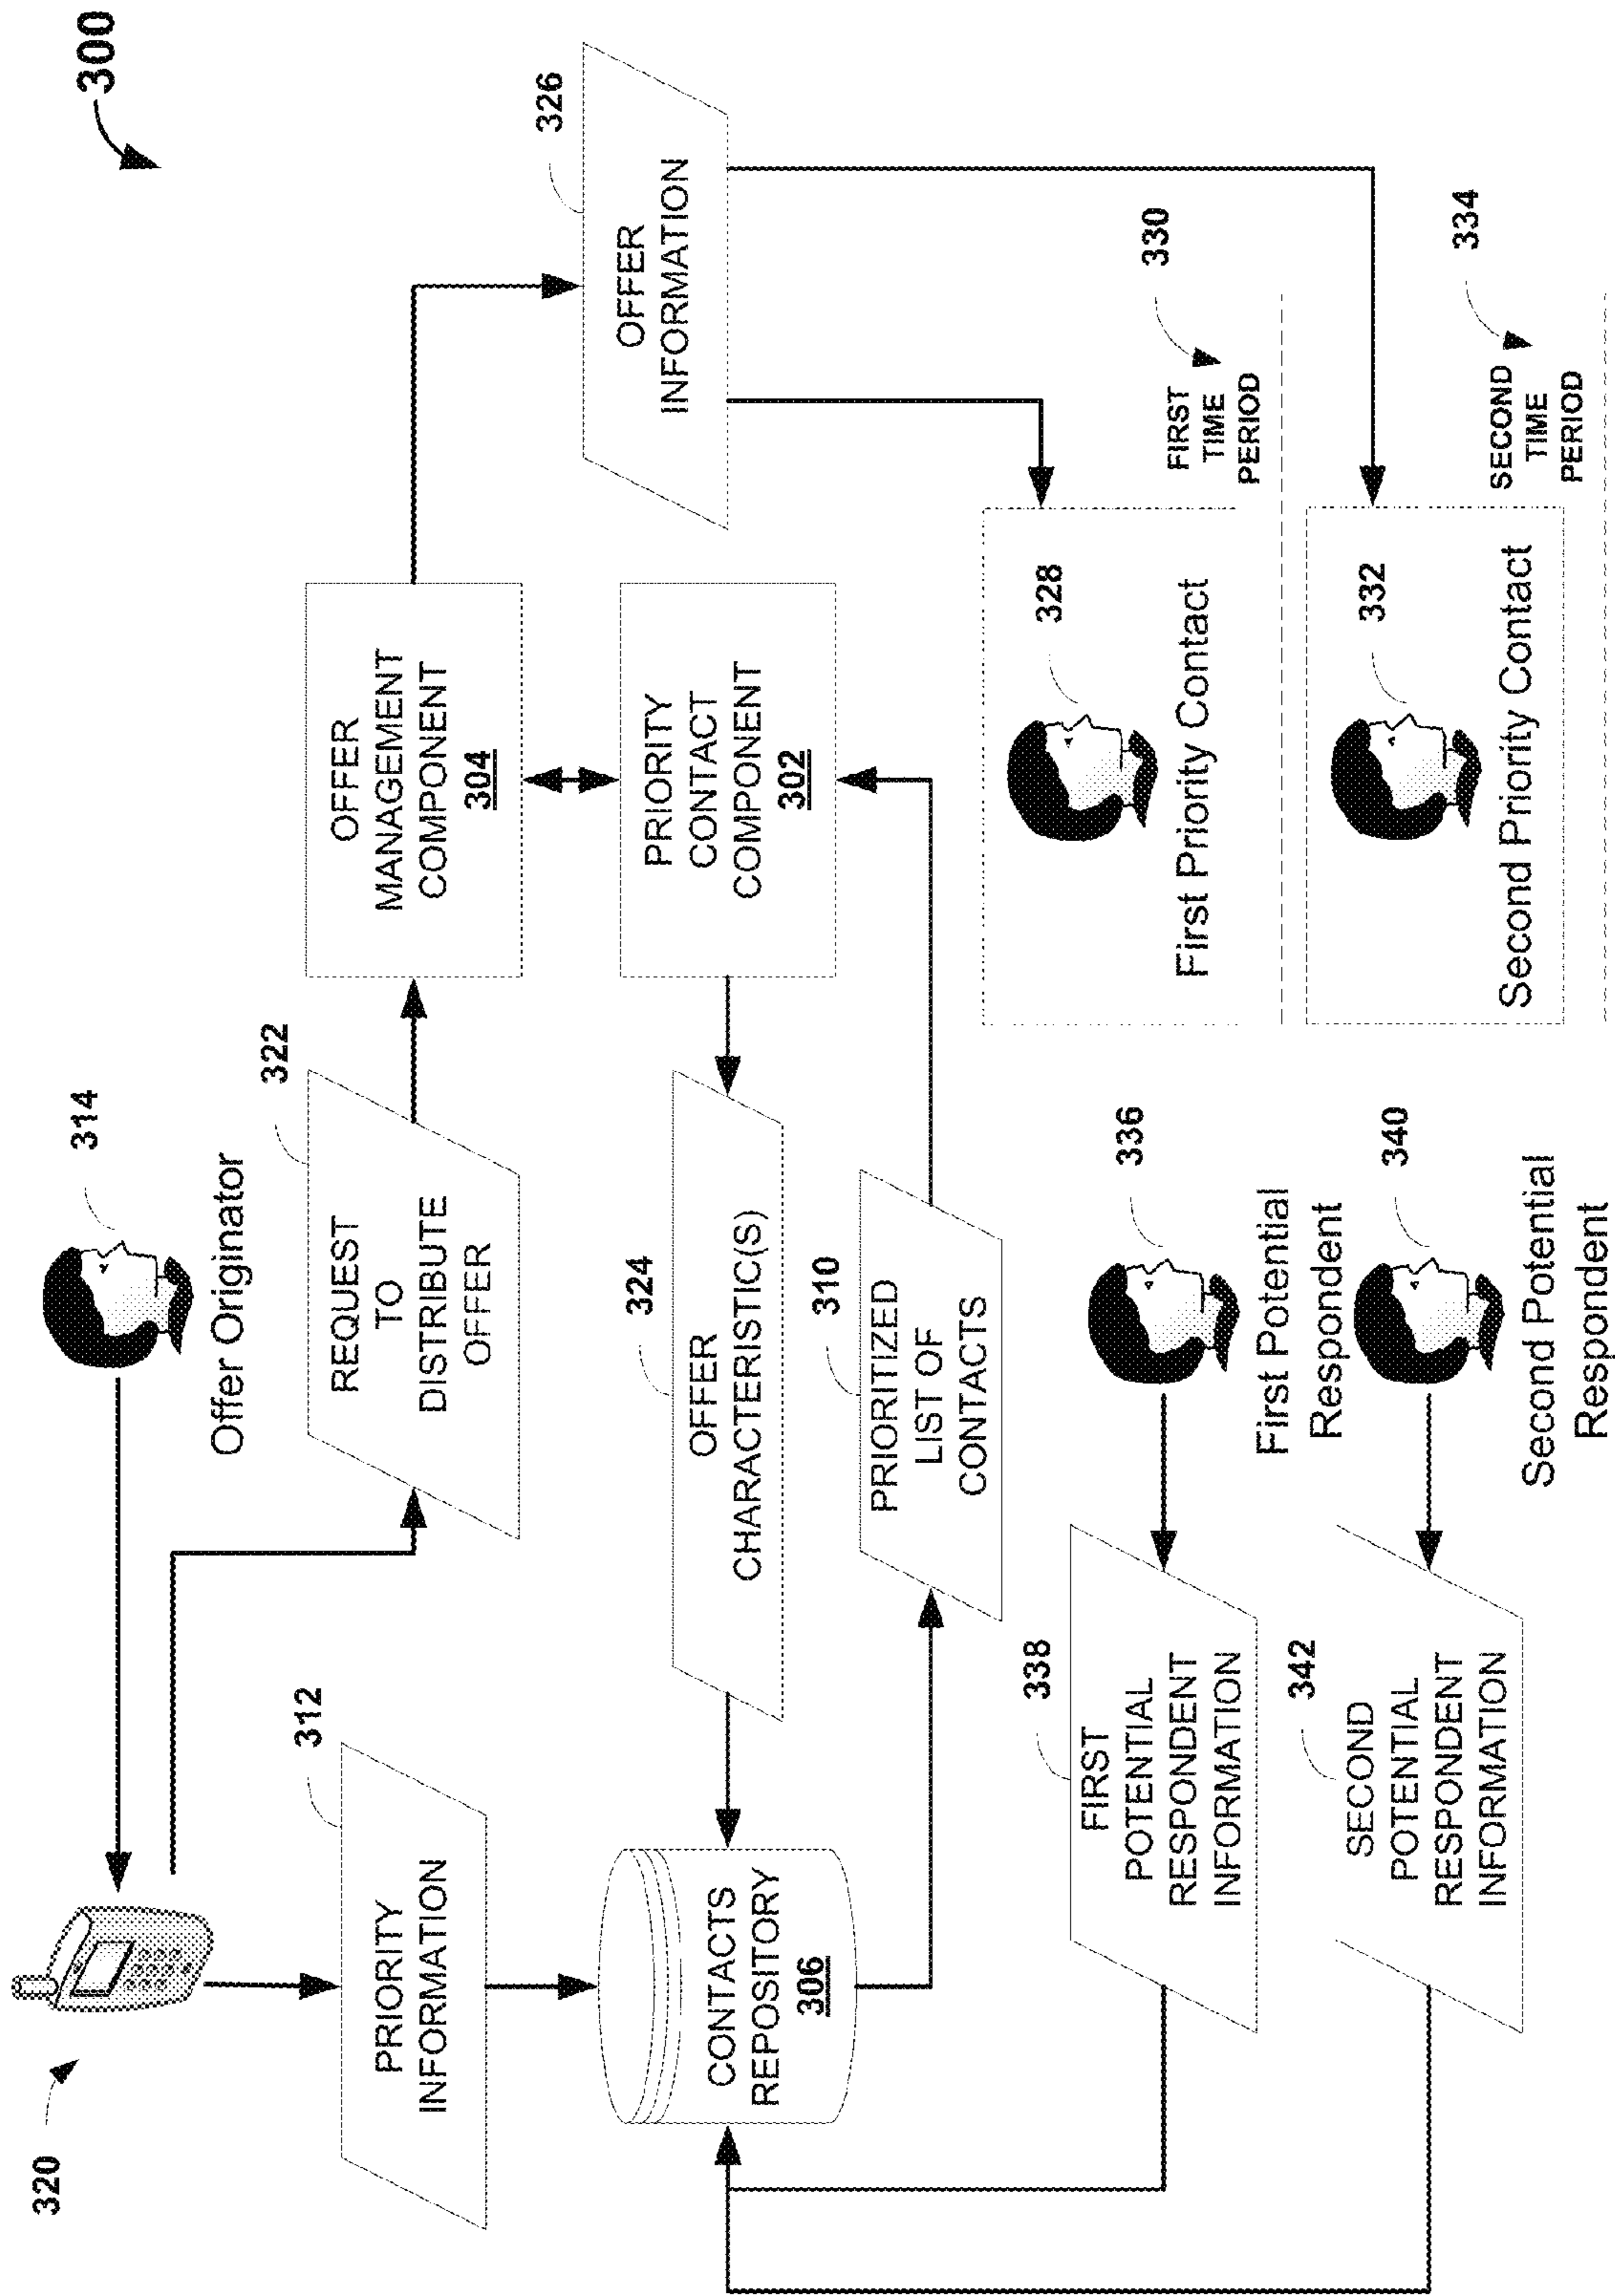 300
320
314
Offer Originator
312
PRIORITY
INFORMATION
322
REQUEST
TO
DISTRIBUTE
OFFER
OFFER
MANAGEMENT
COMPONENT
304
326
OFFER
INFORMATION
CONTACTS
REPOSITORY
306
324
OFFER
CHARACTERISTIC(S)
PRIORITY
CONTACT
COMPONENT
302
310
PRIORITIZED
LIST OF
CONTACTS
338
FIRST
POTENTIAL
RESPONDENT
INFORMATION
336
First Potential
Respondent
328
First Priority Contact
330
FIRST
TIME
PERIOD
342
SECOND
POTENTIAL
RESPONDENT
INFORMATION
340
Second Potential
Respondent
332
Second Priority Contact
334
SECOND
TIME
PERIOD